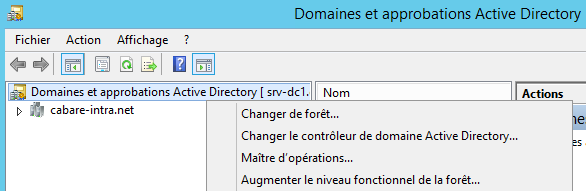 Domaines et approbations Active Directory
Fichier Action Affichage ?
Domaines et approbations Active Directory [ srv-dc1. Nom Actions
cabare-intra.net
Changer de forêt...
Changer le contrôleur de domaine Active Directory...
Maître d'opérations...
Augmenter le niveau fonctionnel de la forêt...